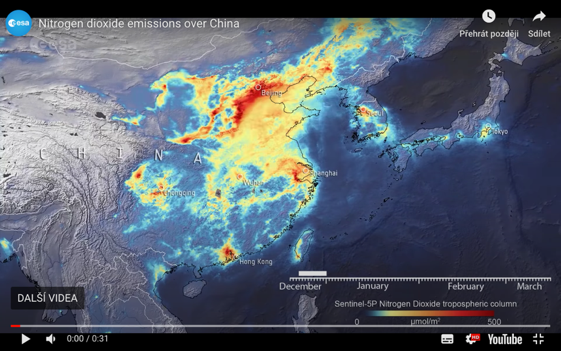 esa
Nitrogen dioxide emissions over China
Přehrát později
Sdílet
Beijing
Seoul
Tokyo
C H I N A
Shanghai
Wuhan
Chongqing
Hong Kong
December January February March
DALŠÍ VIDEA
Sentinel-5P Nitrogen Dioxide tropospheric column
0 µmol/m² 500
0:00 / 0:31
HD
YouTube